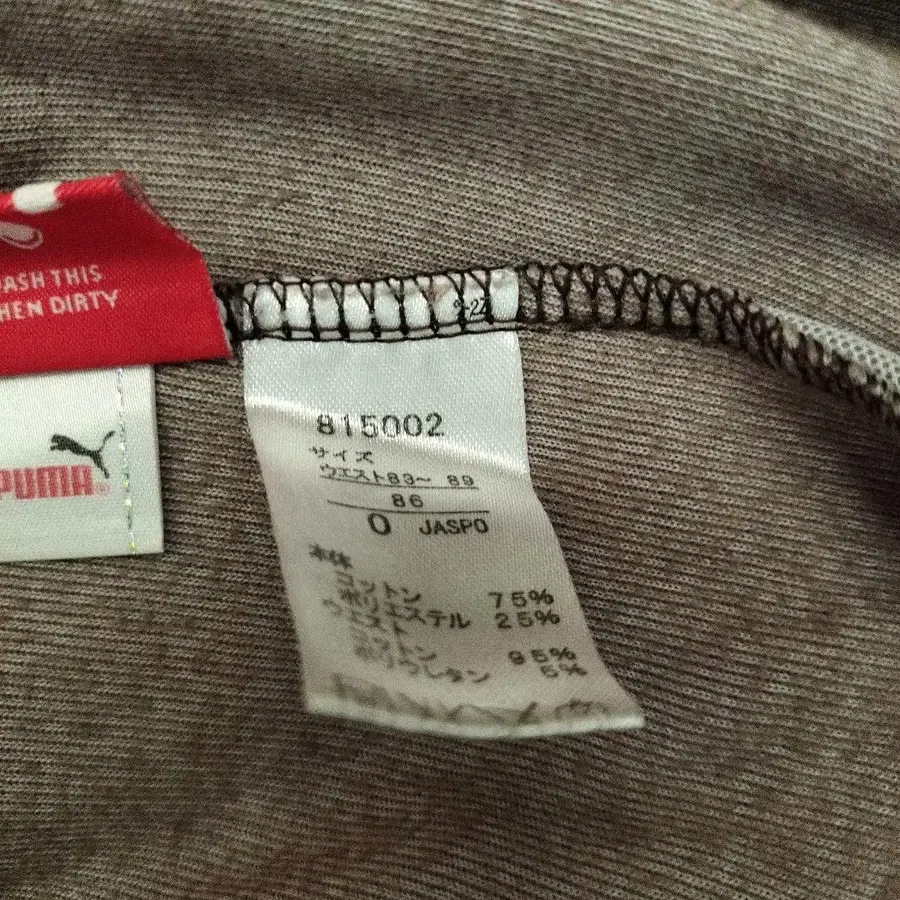 ASH THIS
HEN DIRTY
PUMA®
-22
815002
サイズ
ウエスト83〜 89
86
O JASPO
本体
コットン 75%
ポリエステル 25%
ウエスト
コットン 95%
ポリウレタン 5%